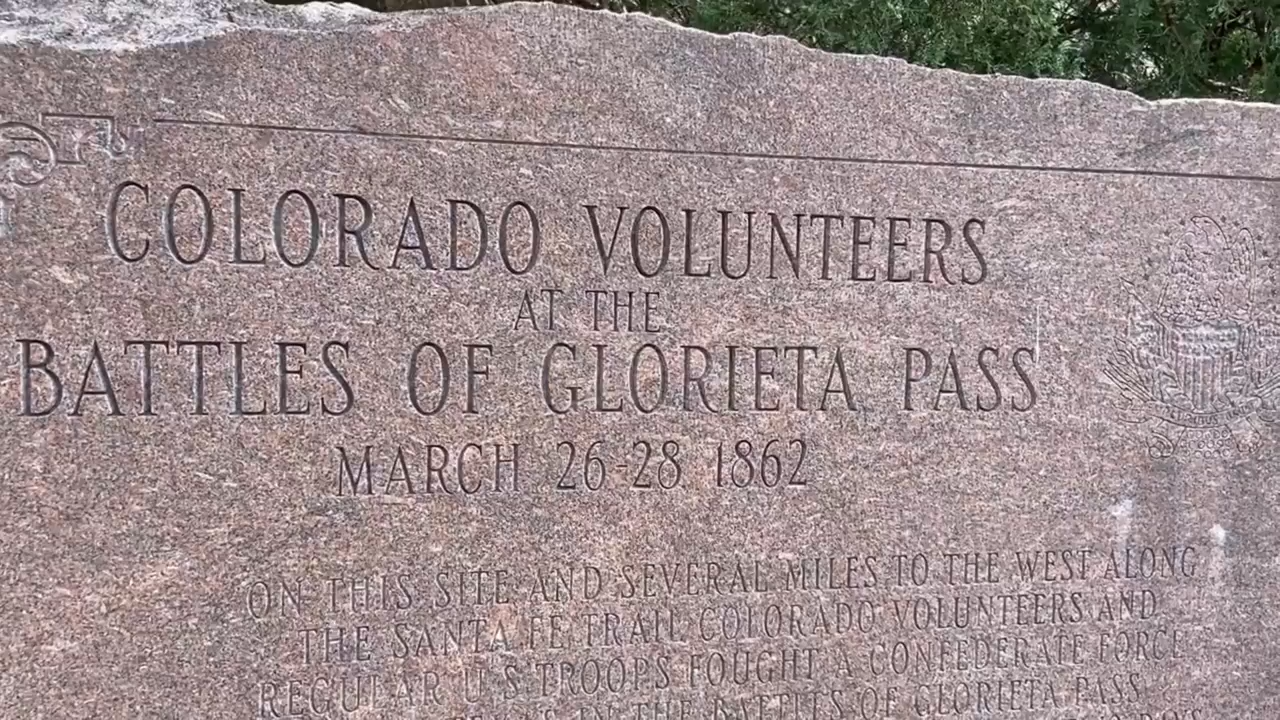 COLORADO VOLUNTEERS
AT THE
BATTLES OF GLORIETA PASS
MARCH 26-28 1862
ON THIS SITE AND SEVERAL MILES TO THE WEST ALONG
THE SANTA FE TRAIL COLORADO VOLUNTEERS AND
REGULAR U S TROOPS FOUGHT A CONFEDERATE FORCE
IN THE BATTLES OF GLORIETA PASS